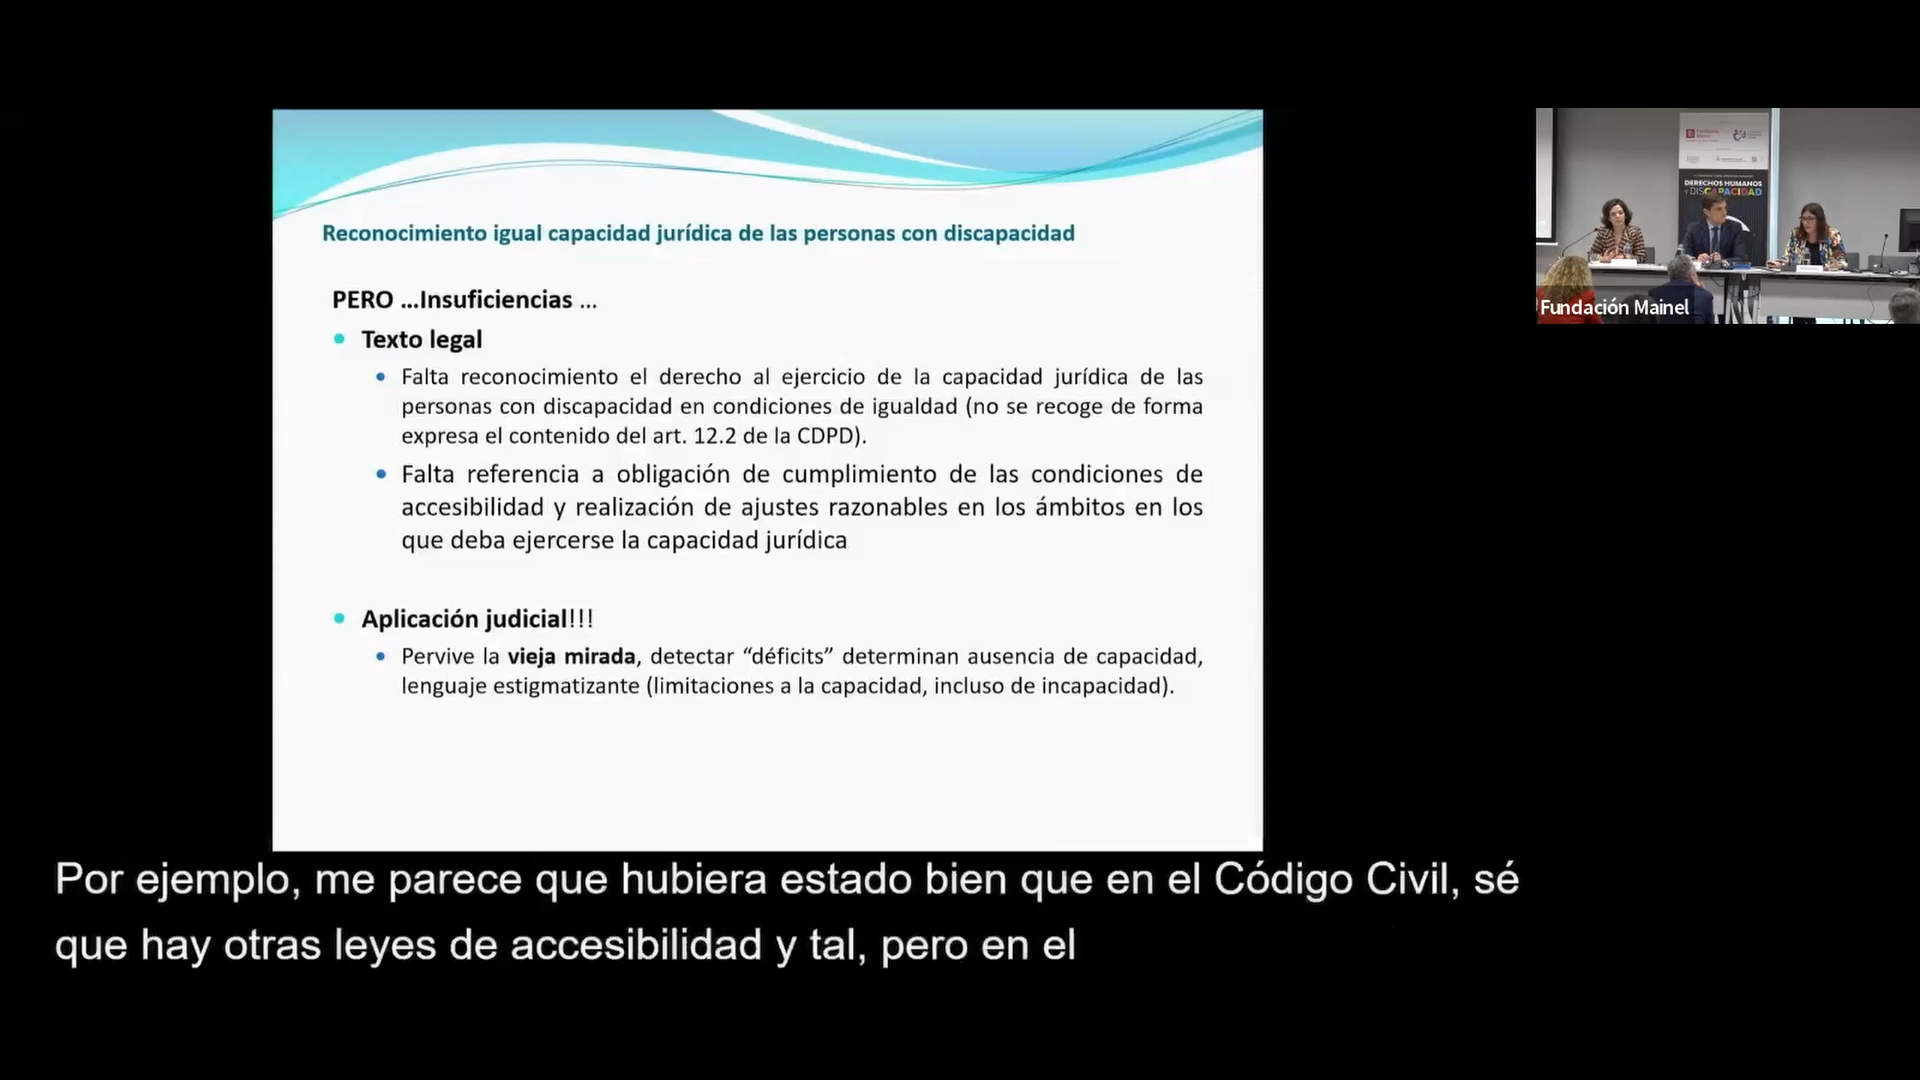 Reconocimiento igual capacidad jurídica de las personas con discapacidad
PERO ...Insuficiencias ...
• Texto legal
• Falta reconocimiento el derecho al ejercicio de la capacidad jurídica de las
personas con discapacidad en condiciones de igualdad (no se recoge de forma
expresa el contenido del art. 12.2 de la CDPD).
• Falta referencia a obligación de cumplimiento de las condiciones de
accesibilidad y realización de ajustes razonables en los ámbitos en los
que deba ejercerse la capacidad jurídica
• Aplicación judicial!!!
• Pervive la vieja mirada, detectar “déficits” determinan ausencia de capacidad,
lenguaje estigmatizante (limitaciones a la capacidad, incluso de incapacidad).
DERECHOS HUMANOS
Y DISCAPACIDAD
Fundación Mainel
Por ejemplo, me parece que hubiera estado bien que en el Código Civil, sé
que hay otras leyes de accesibilidad y tal, pero en el